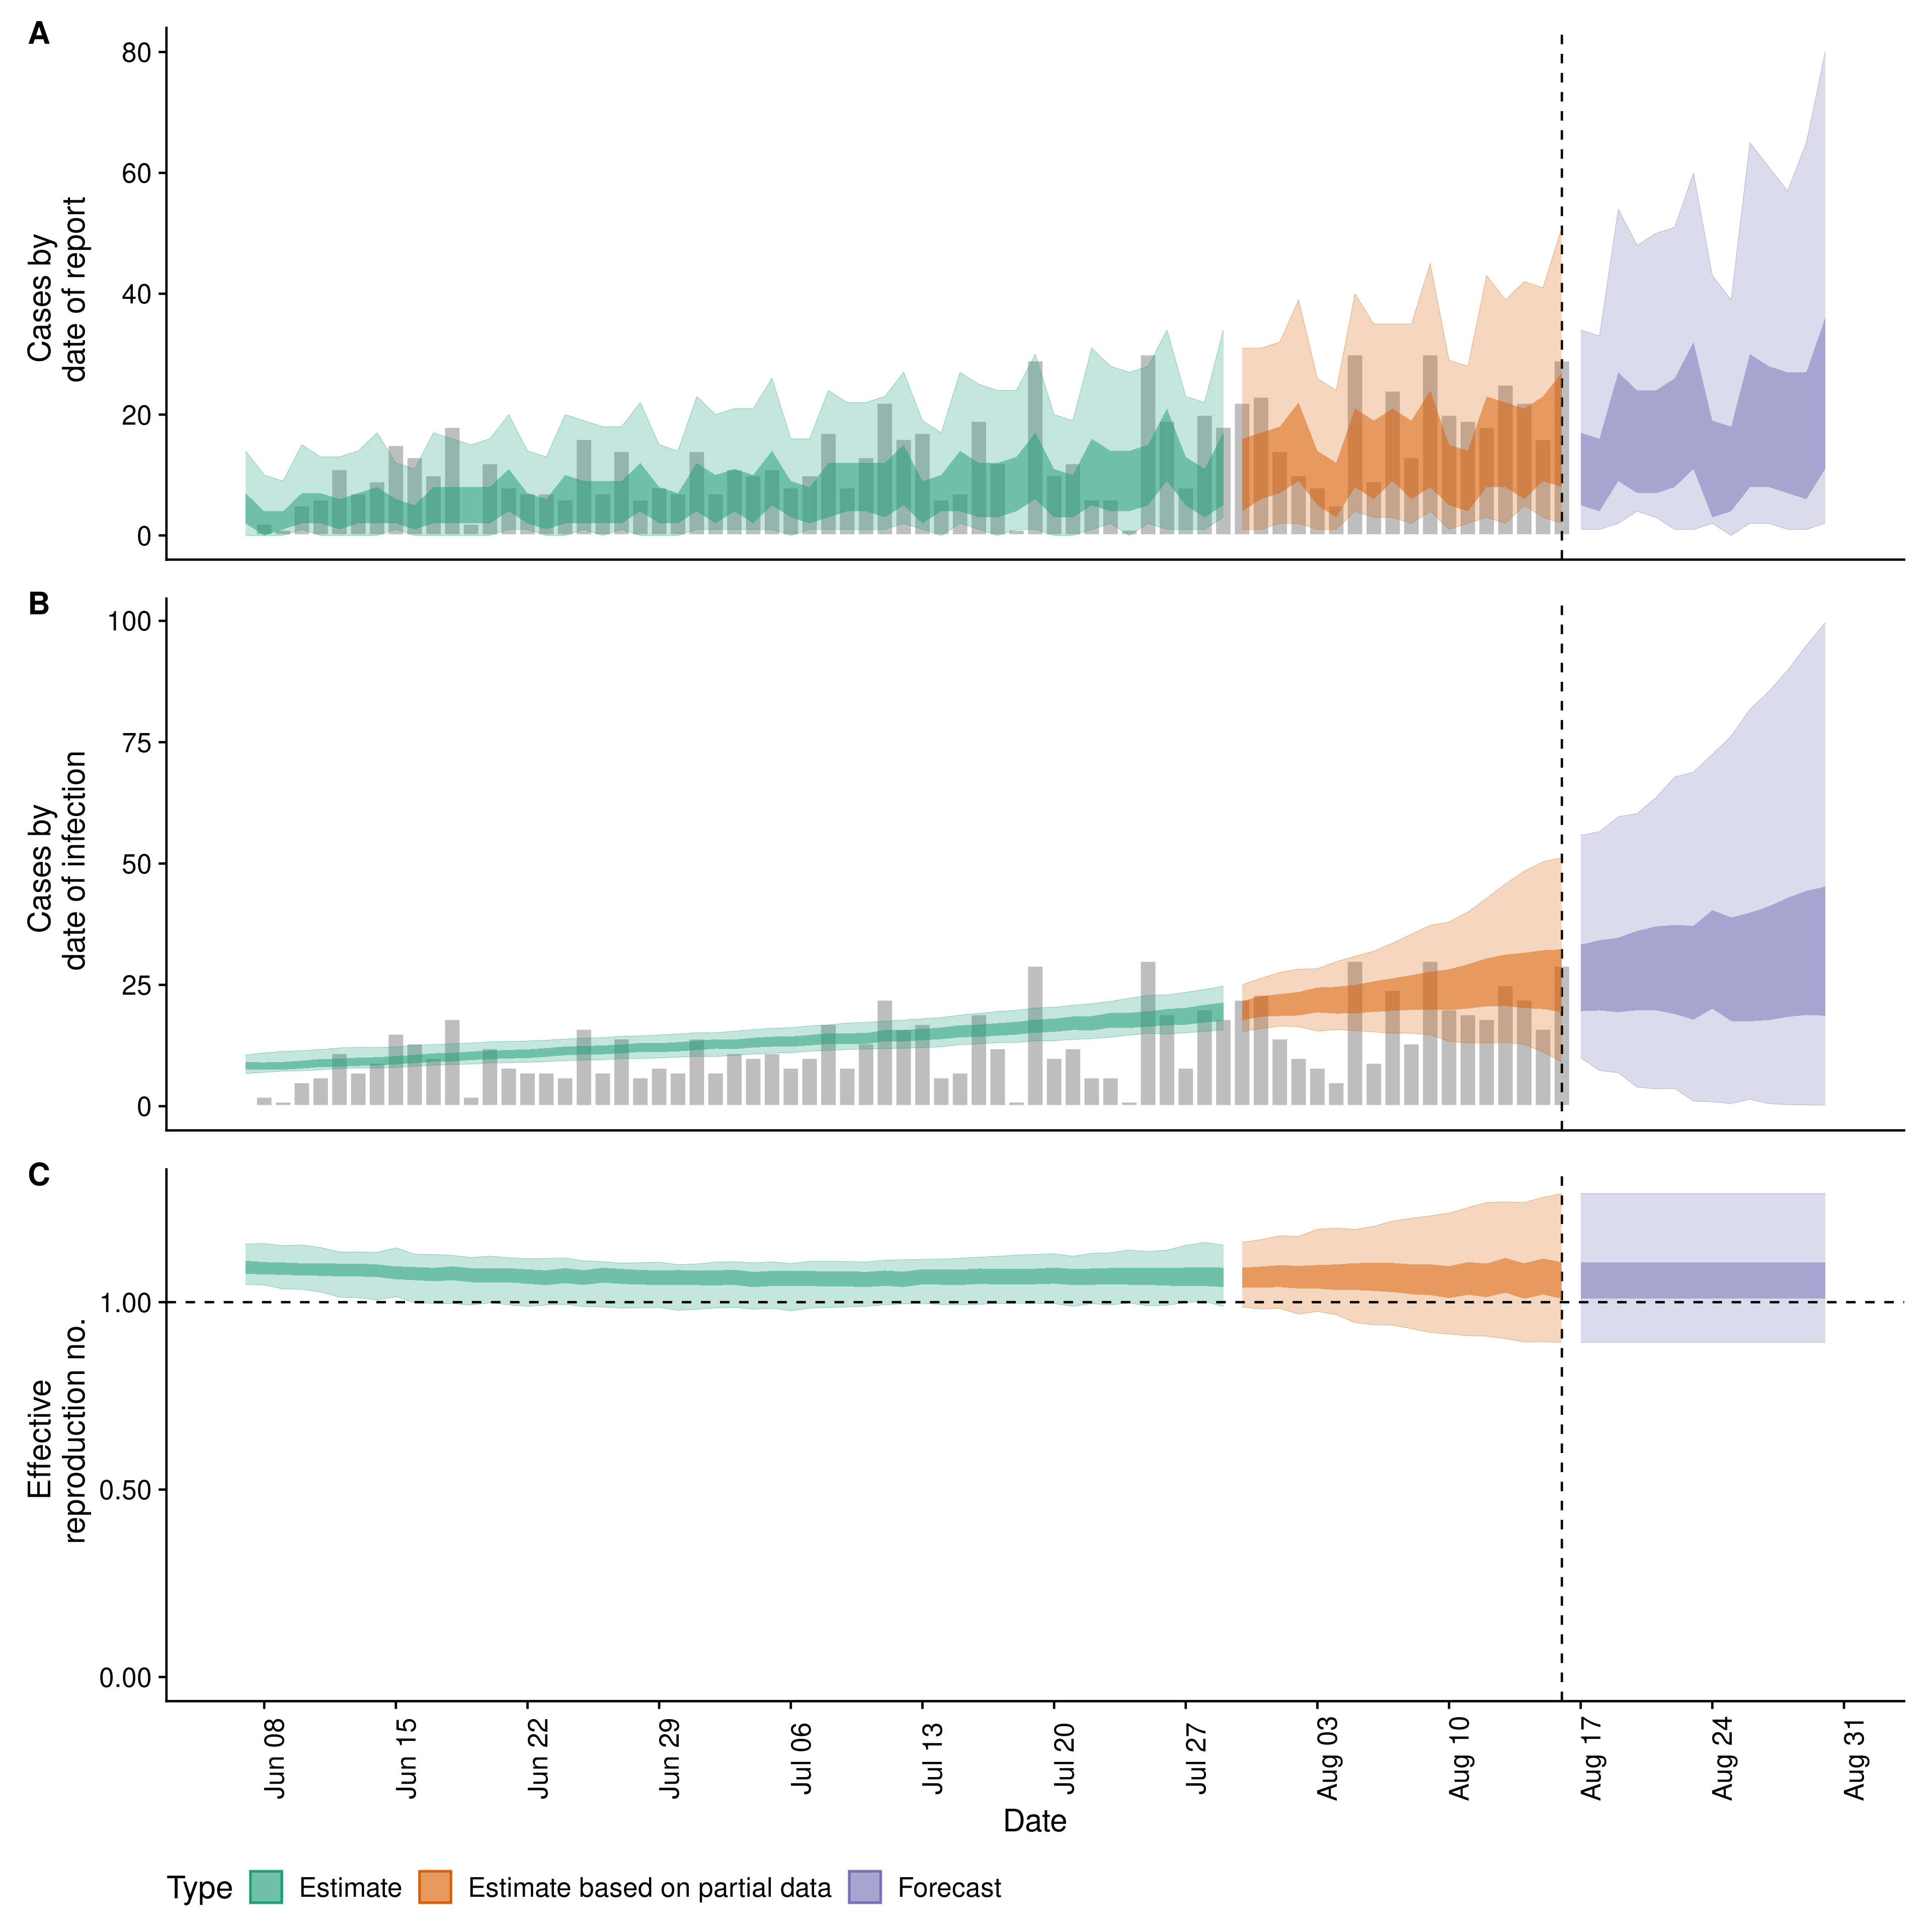 A
80
60
40
20
0
Cases by
date of report
B
100
75
50
25
0
Cases by
date of infection
C
1.00
0.50
0.00
Effective
reproduction no.
Jun 08
Jun 15
Jun 22
Jun 29
Jul 06
Jul 13
Jul 20
Jul 27
Aug 03
Aug 10
Aug 17
Aug 24
Aug 31
Date
Type Estimate Estimate based on partial data Forecast